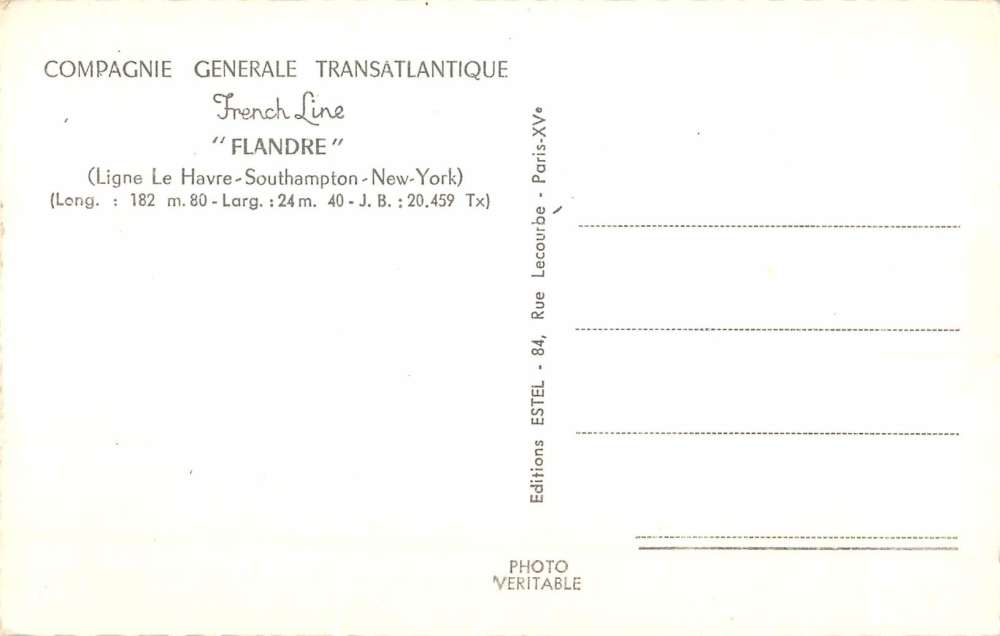 COMPAGNIE GENERALE TRANSATLANTIQUE
French Line
"FLANDRE"
(Ligne Le Havre-Southampton-New-York)
(Long. : 182 m. 80 - Larg. : 24 m. 40 - J. B. : 20.459 Tx)
Editions ESTEL - 84, Rue Lecourbe - Paris-XVe
PHOTO
VERITABLE